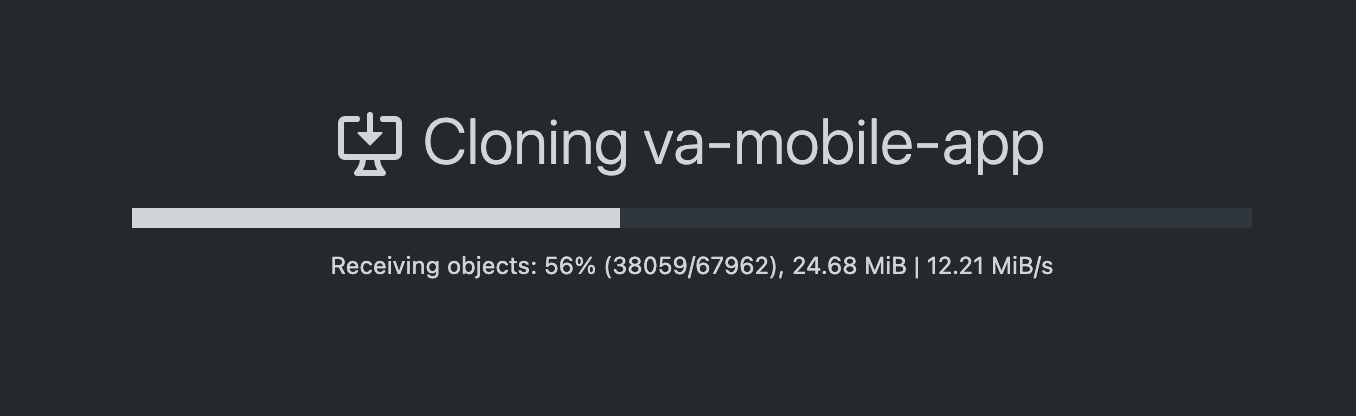 Cloning va-mobile-app
Receiving objects: 56% (38059/67962), 24.68 MiB | 12.21 MiB/s